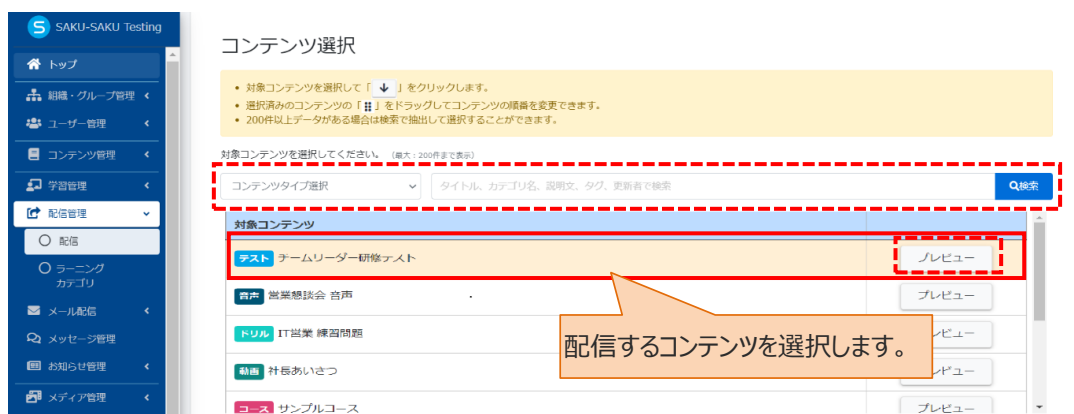 SAKU-SAKU Testing
トップ
組織・グループ管理
ユーザー管理
コンテンツ管理
学習管理
配信管理
配信
ラーニング
カテゴリ
メール配信
メッセージ管理
お知らせ管理
メディア管理
コンテンツ選択
• 対象コンテンツを選択して「 ↓ 」をクリックします。
• 選択済みのコンテンツの「⠿」をドラッグしてコンテンツの順番を変更できます。
• 200件以上データがある場合は検索で抽出して選択することができます。
対象コンテンツを選択してください。 (最大：200件まで表示)
コンテンツタイプ選択 タイトル、カテゴリ名、説明文、タグ、更新者で検索 検索
対象コンテンツ
テスト チームリーダー研修テスト プレビュー
音声 営業懇談会 音声 プレビュー
ドリル IT営業 練習問題 プレビュー
動画 社長あいさつ プレビュー
コース サンプルコース プレビュー
配信するコンテンツを選択します。